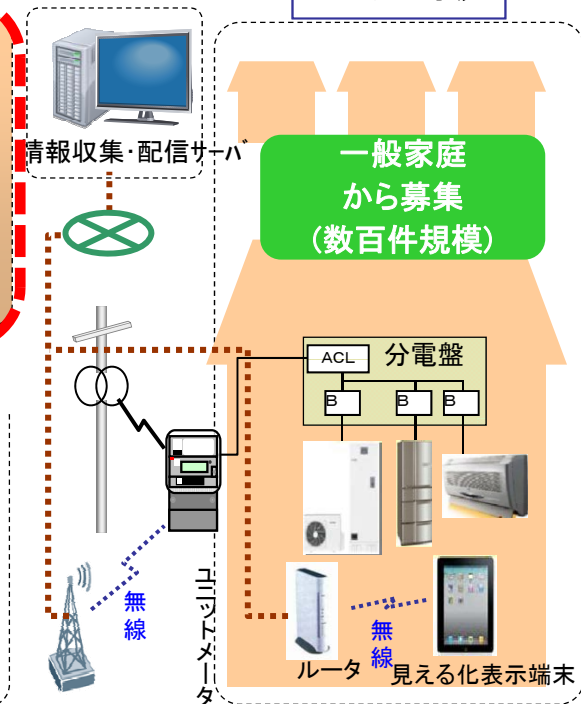 情報収集・配信サーバ
一般家庭
から募集
(数百件規模)
ACL
分電盤
B
B
B
無線
ユニットメータ
ルータ
無線
見える化表示端末